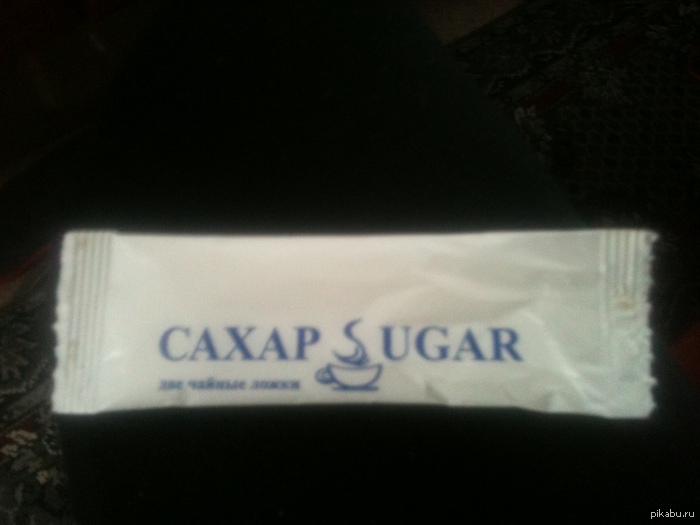 САХАР SUGAR
две чайные ложки
pikabu.ru